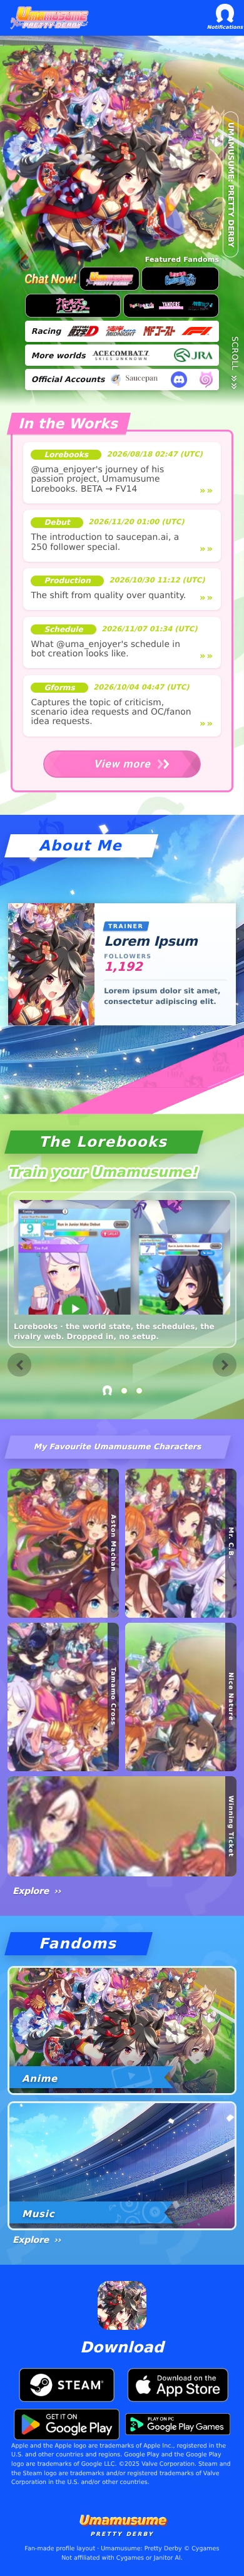 Umamusume
PRETTY DERBY
Notifications
UMAMUSUME: PRETTY DERBY
Featured Fandoms
Chat Now!
Umamusume
Racing
MFゴースト
F1
More worlds
ACE COMBAT 7
SKIES UNKNOWN
JRA
Official Accounts
Saucepan
SCROLL »
In the Works
Lorebooks 2026/08/18 02:47 (UTC)
@uma_enjoyer's journey of his
passion project, Umamusume
Lorebooks. BETA → FV14
»»
Debut 2026/11/20 01:00 (UTC)
The introduction to saucepan.ai, a
250 follower special.
»»
Production 2026/10/30 11:12 (UTC)
The shift from quality over quantity.
»»
Schedule 2026/11/07 01:34 (UTC)
What @uma_enjoyer's schedule in
bot creation looks like.
»»
Gforms 2026/10/04 04:47 (UTC)
Captures the topic of criticism,
scenario idea requests and OC/fanon
idea requests.
»»
View more
About Me
TRAINER
Lorem Ipsum
FOLLOWERS
1,192
Lorem ipsum dolor sit amet,
consectetur adipiscing elit.
The Lorebooks
Train your Umamusume!
Lorebooks · the world state, the schedules, the
rivalry web. Dropped in, no setup.
My Favourite Umamusume Characters
Aston Machan
Mr. C.B.
Tamamo Cross
Nice Nature
Winning Ticket
Explore ››
Fandoms
Anime
Music
Explore ››
Download
STEAM
Download on the
App Store
GET IT ON
Google Play
PLAY ON PC
Google Play Games
Apple and the Apple logo are trademarks of Apple Inc., registered in the
U.S. and other countries and regions. Google Play and the Google Play
logo are trademarks of Google LLC. ©2025 Valve Corporation. Steam and
the Steam logo are trademarks and/or registered trademarks of Valve
Corporation in the U.S. and/or other countries.
Umamusume
PRETTY DERBY
Fan-made profile layout · Umamusume: Pretty Derby © Cygames
Not affiliated with Cygames or Janitor AI.